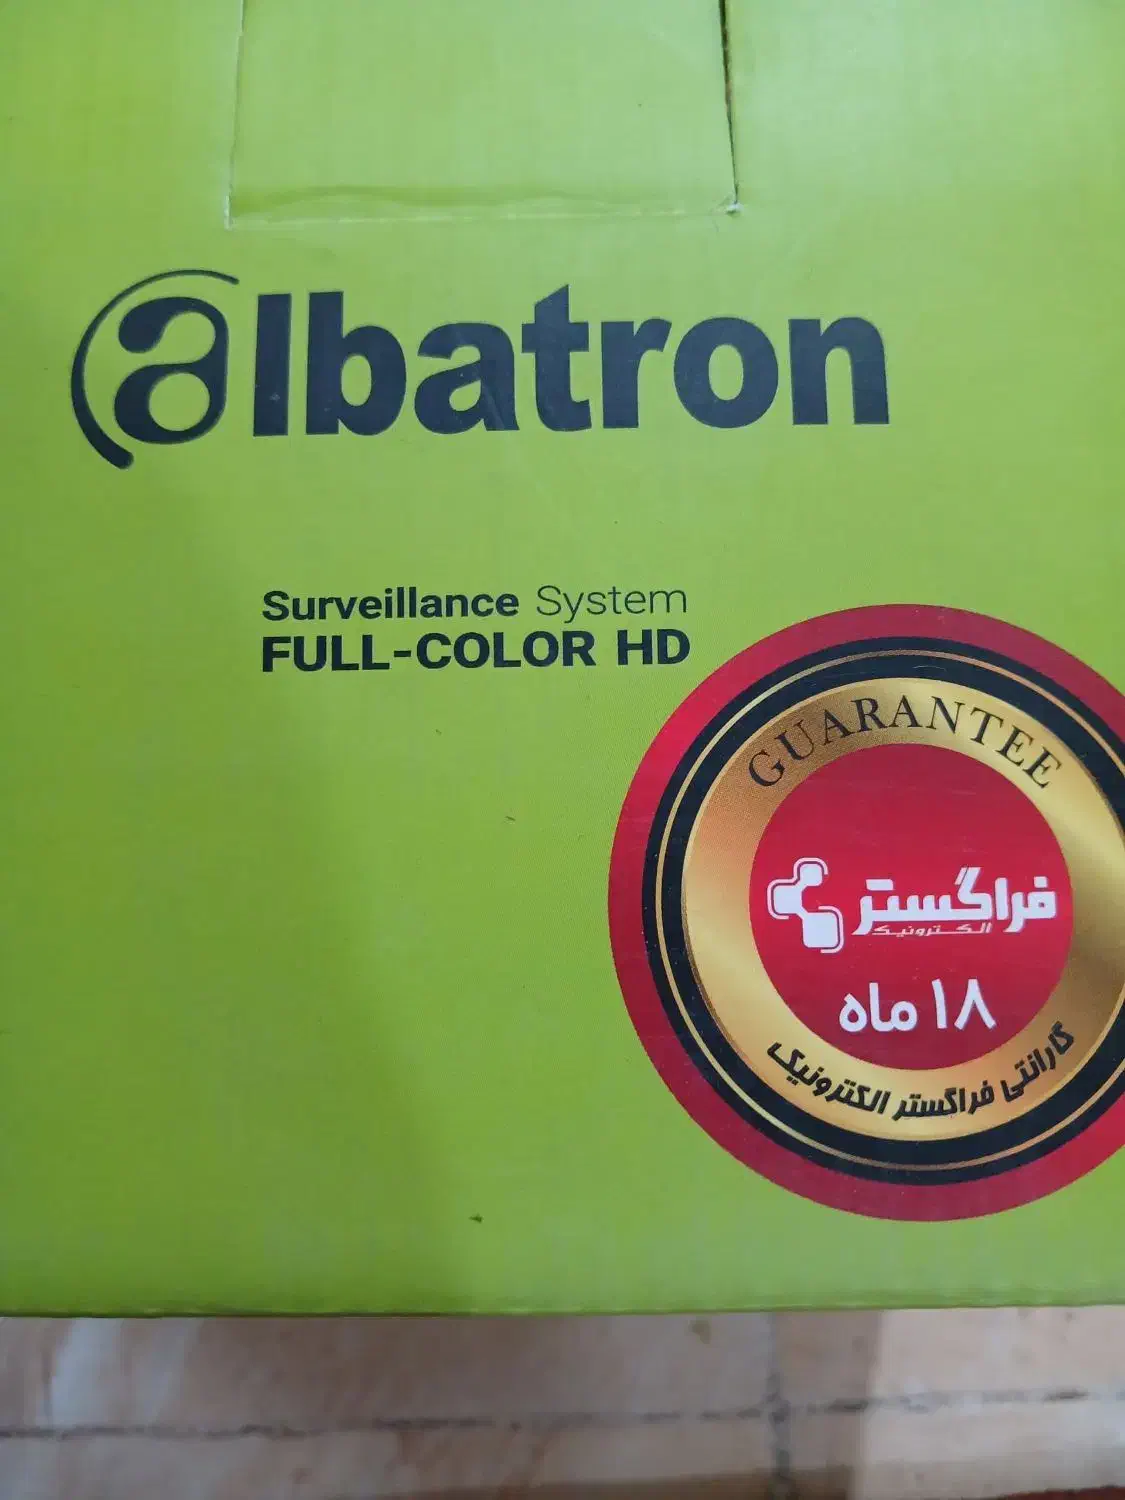 albatron
Surveillance System
FULL-COLOR HD
GUARANTEE
فراگستر
الکترونیک
۱۸ ماه
گارانتی فراگستر الکترونیک